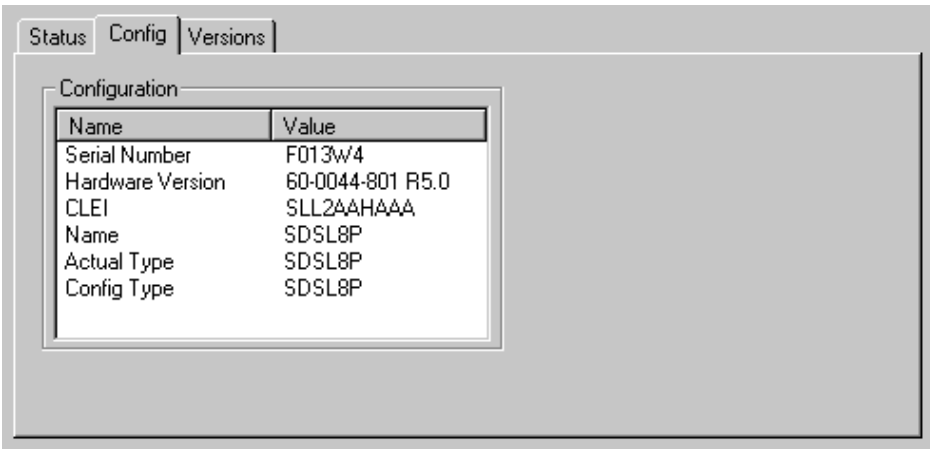 Status Config Versions
Configuration
Name Value
Serial Number F013W4
Hardware Version 60-0044-801 R5.0
CLEI SLL2AAHAAA
Name SDSL8P
Actual Type SDSL8P
Config Type SDSL8P